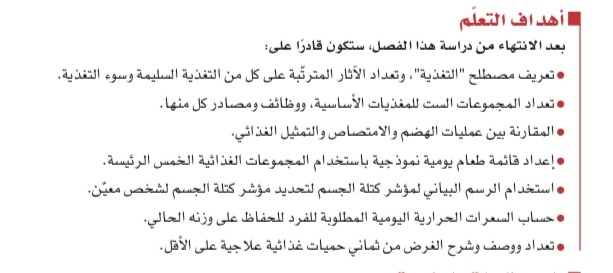 أهداف التعلّم
بعد الانتهاء من دراسة هذا الفصل، ستكون قادرًا على:
● تعريف مصطلح "التغذية"، وتعداد الآثار المترتّبة على كل من التغذية السليمة وسوء التغذية.
● تعداد المجموعات الست للمغذيات الأساسية، ووظائف ومصادر كل منها.
● المقارنة بين عمليات الهضم والامتصاص والتمثيل الغذائي.
● إعداد قائمة طعام يومية نموذجية باستخدام المجموعات الغذائية الخمس الرئيسة.
● استخدام الرسم البياني لمؤشر كتلة الجسم لتحديد مؤشر كتلة الجسم لشخص معيّن.
● حساب السعرات الحرارية اليومية المطلوبة للفرد للحفاظ على وزنه الحالي.
● تعداد ووصف وشرح الغرض من ثماني حميات غذائية علاجية على الأقل.